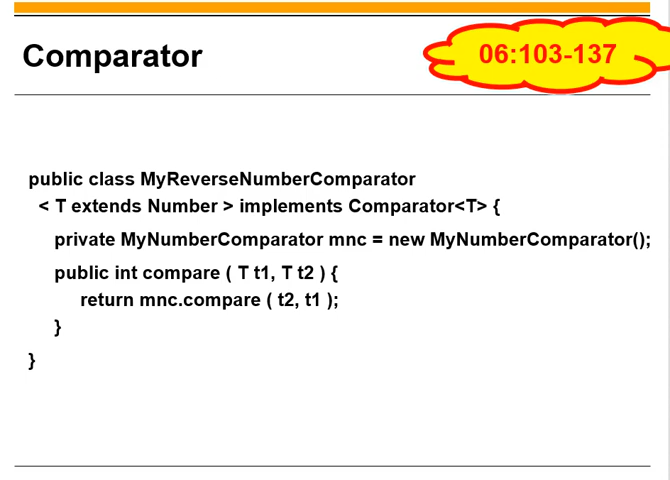 Comparator
06:103-137
public class MyReverseNumberComparator
< T extends Number > implements Comparator<T> {
private MyNumberComparator mnc = new MyNumberComparator();
public int compare ( T t1, T t2 ) {
return mnc.compare ( t2, t1 );
}
}